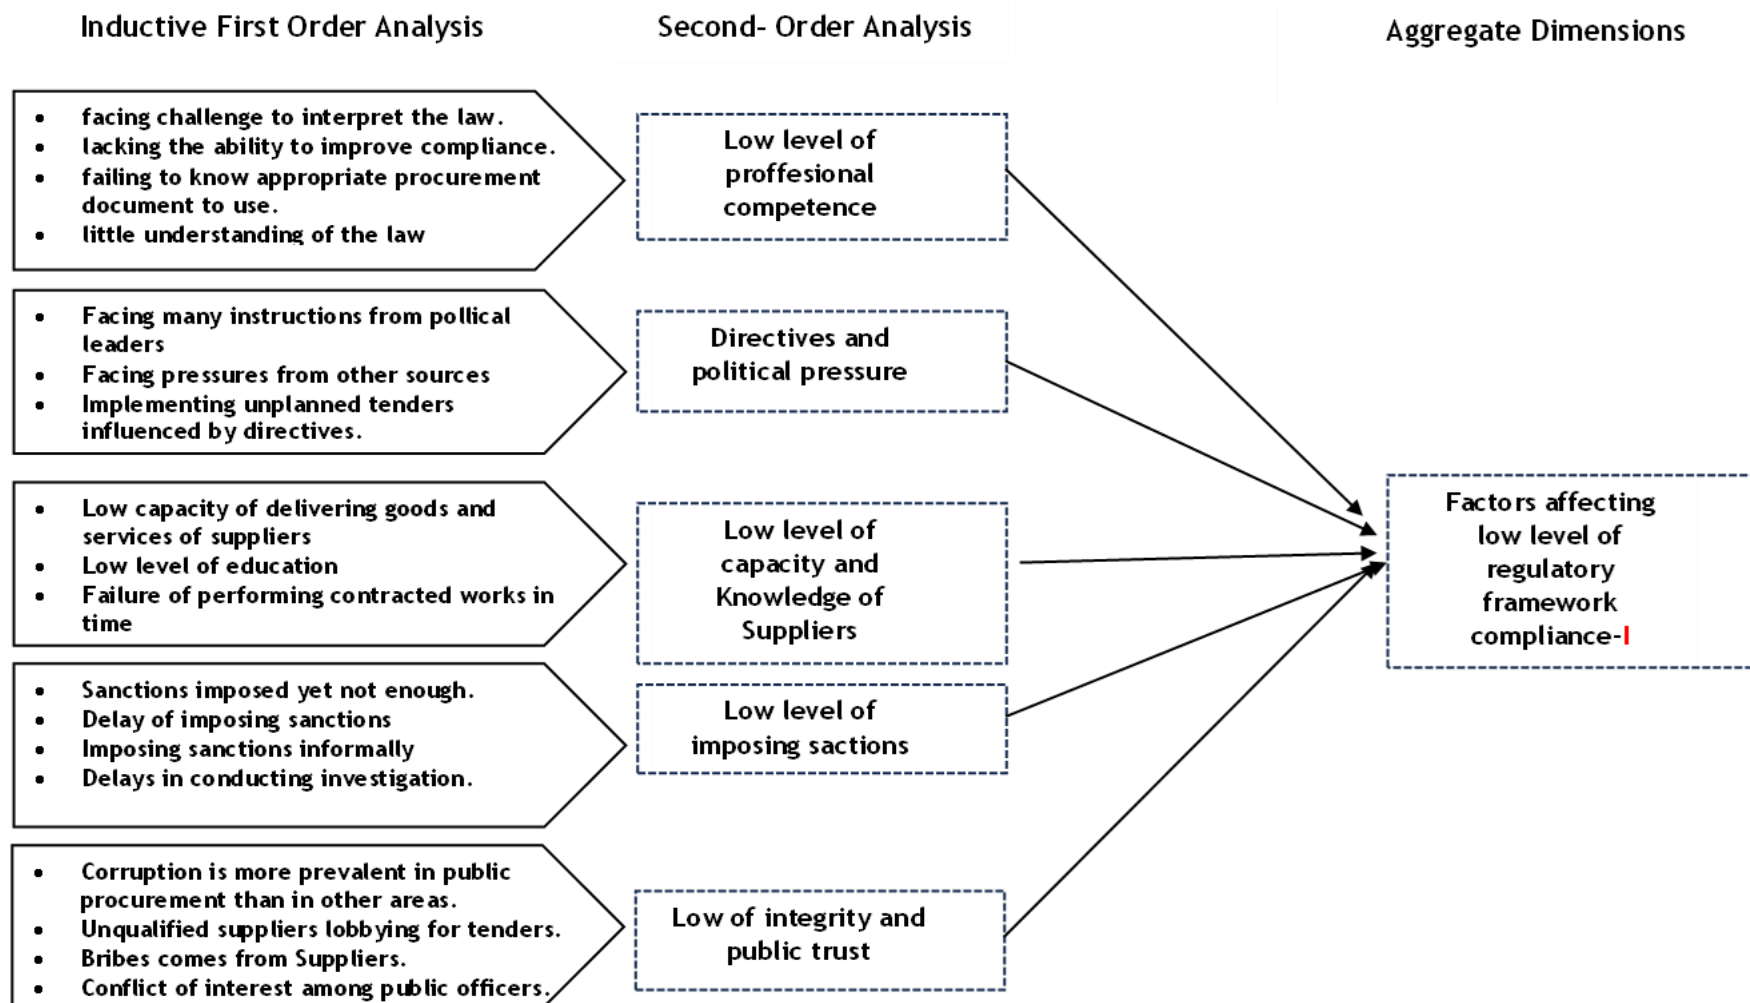 Inductive First Order Analysis
Second- Order Analysis
Aggregate Dimensions
• facing challenge to interpret the law.
• lacking the ability to improve compliance.
• failing to know appropriate procurement
document to use.
• little understanding of the law
Low level of
proffesional
competence
• Facing many instructions from pollical
leaders
• Facing pressures from other sources
• Implementing unplanned tenders
influenced by directives.
Directives and
political pressure
• Low capacity of delivering goods and
services of suppliers
• Low level of education
• Failure of performing contracted works in
time
Low level of
capacity and
Knowledge of
Suppliers
• Sanctions imposed yet not enough.
• Delay of imposing sanctions
• Imposing sanctions informally
• Delays in conducting investigation.
Low level of
imposing sactions
• Corruption is more prevalent in public
procurement than in other areas.
• Unqualified suppliers lobbying for tenders.
• Bribes comes from Suppliers.
• Conflict of interest among public officers.
Low of integrity and
public trust
Factors affecting
low level of
regulatory
framework
compliance-I